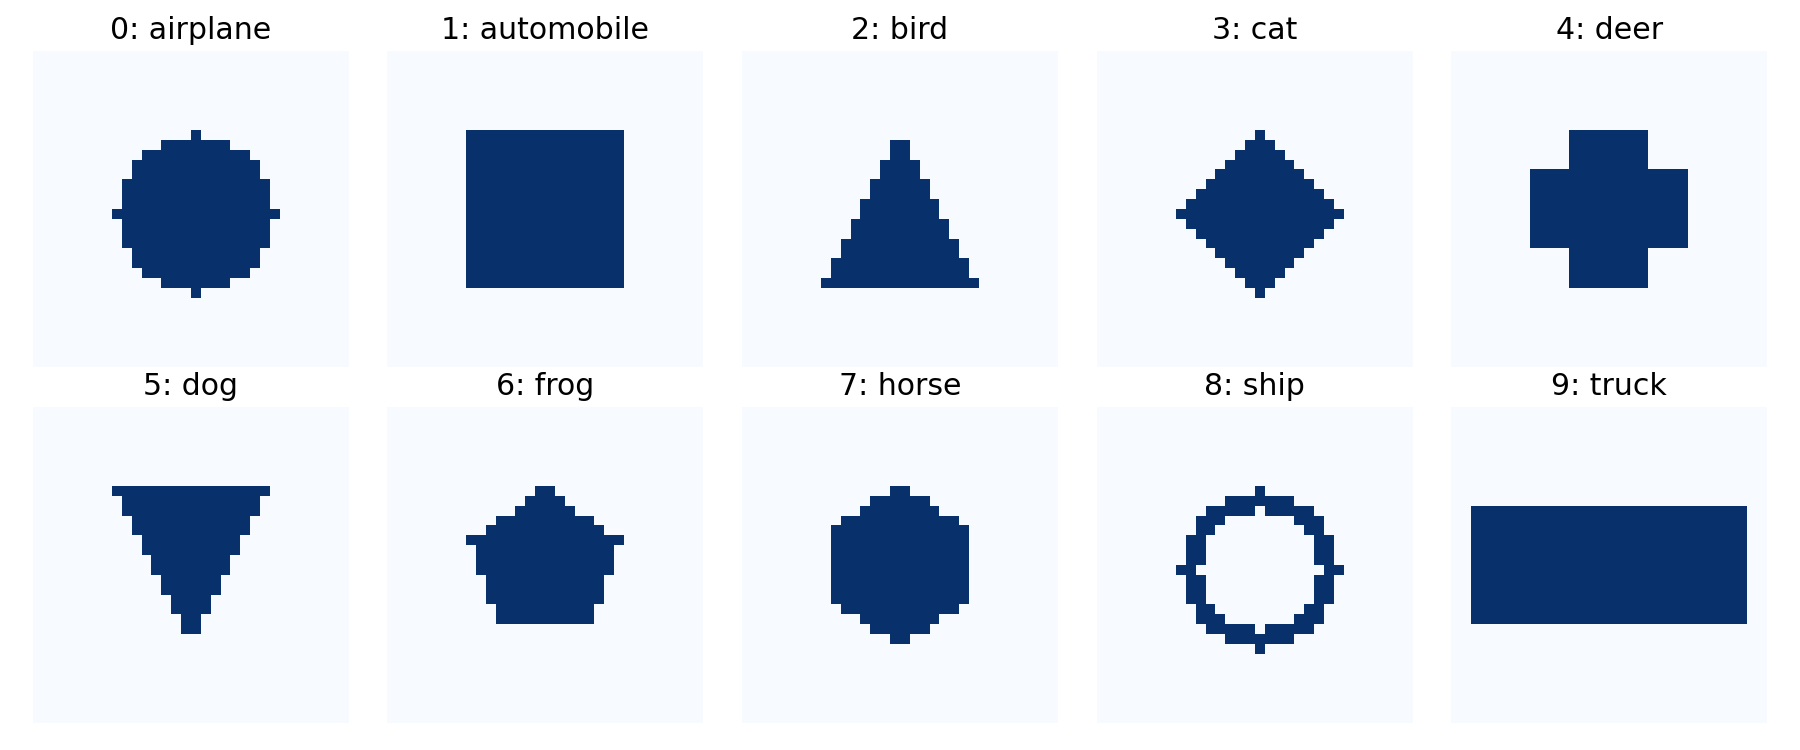 0: airplane
1: automobile
2: bird
3: cat
4: deer
5: dog
6: frog
7: horse
8: ship
9: truck